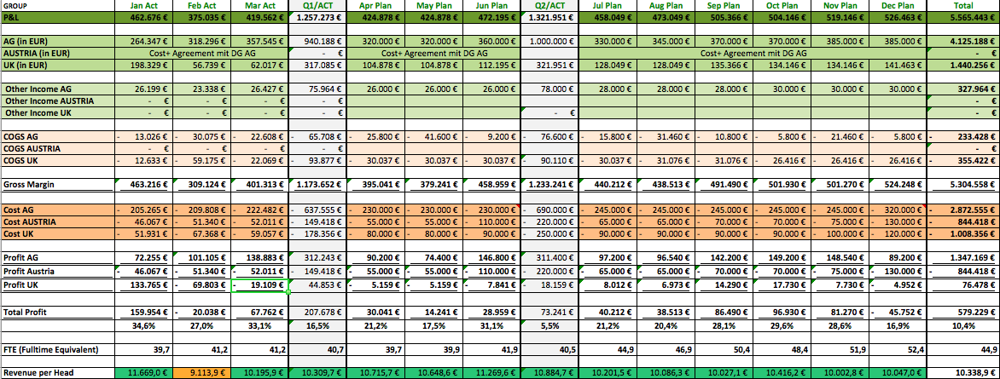 GROUP Jan Act Feb Act Mar Act Q1/ACT Apr Plan May Plan Jun Plan Q2/ACT Jul Plan Aug Plan Sep Plan Oct Plan Nov Plan Dec Plan Total
P&L 462.676 € 375.035 € 419.562 € 1.257.273 € 424.878 € 424.878 € 472.195 € 1.321.951 € 458.049 € 473.049 € 505.366 € 504.146 € 519.146 € 526.463 € 5.565.443 €
AG (in EUR) 264.347 € 318.296 € 357.545 € 940.188 € 320.000 € 320.000 € 360.000 € 1.000.000 € 330.000 € 345.000 € 370.000 € 370.000 € 385.000 € 385.000 € 4.125.188 €
AUSTRIA (in EUR) Cost+ Agreement mit DG AG - € Cost+ Agreement mit DG AG Cost+ Agreement mit DG AG - €
UK (in EUR) 198.329 € 56.739 € 62.017 € 317.085 € 104.878 € 104.878 € 112.195 € 321.951 € 128.049 € 128.049 € 135.366 € 134.146 € 134.146 € 141.463 € 1.440.256 €
Other Income AG 26.199 € 23.338 € 26.427 € 75.964 € 26.000 € 26.000 € 26.000 € 78.000 € 28.000 € 28.000 € 28.000 € 30.000 € 30.000 € 30.000 € 327.964 €
Other Income AUSTRIA - € - € - € - € - €
Other Income UK - € - € - € - € - € - €
COGS AG - 13.026 € - 30.075 € - 22.608 € - 65.708 € - 25.800 € - 41.600 € - 9.200 € - 76.600 € - 15.800 € - 31.460 € - 10.800 € - 5.800 € - 21.460 € - 5.800 € - 233.428 €
COGS AUSTRIA - € - € - € - € - €
COGS UK - 12.633 € - 59.175 € - 22.069 € - 93.877 € - 30.037 € - 30.037 € - 30.037 € - 90.110 € - 30.037 € - 31.076 € - 31.076 € - 26.416 € - 26.416 € - 26.416 € - 355.422 €
Gross Margin 463.216 € 309.124 € 401.313 € 1.173.652 € 395.041 € 379.241 € 458.959 € 1.233.241 € 440.212 € 438.513 € 491.490 € 501.930 € 501.270 € 524.248 € 5.304.558 €
Cost AG - 205.265 € - 209.808 € - 222.482 € - 637.555 € - 230.000 € - 230.000 € - 230.000 € - 690.000 € - 245.000 € - 245.000 € - 245.000 € - 245.000 € - 245.000 € - 320.000 € - 2.872.555 €
Cost AUSTRIA - 46.067 € - 51.340 € - 52.011 € - 149.418 € - 55.000 € - 55.000 € - 110.000 € - 220.000 € - 65.000 € - 65.000 € - 70.000 € - 70.000 € - 75.000 € - 130.000 € - 844.418 €
Cost UK - 51.931 € - 67.368 € - 59.057 € - 178.356 € - 80.000 € - 80.000 € - 90.000 € - 250.000 € - 90.000 € - 90.000 € - 90.000 € - 90.000 € - 100.000 € - 120.000 € - 1.008.356 €
Profit AG 72.255 € 101.105 € 138.883 € 312.243 € 90.200 € 74.400 € 146.800 € 311.400 € 97.200 € 96.540 € 142.200 € 149.200 € 148.540 € 89.200 € 1.347.169 €
Profit Austria - 46.067 € - 51.340 € - 52.011 € - 149.418 € - 55.000 € - 55.000 € - 110.000 € - 220.000 € - 65.000 € - 65.000 € - 70.000 € - 70.000 € - 75.000 € - 130.000 € - 844.418 €
Profit UK 133.765 € - 69.803 € - 19.109 € 44.853 € - 5.159 € - 5.159 € - 7.841 € - 18.159 € 8.012 € 6.973 € 14.290 € 17.730 € 7.730 € - 4.952 € 76.478 €
Total Profit 159.954 € - 20.038 € 67.762 € 207.678 € 30.041 € 14.241 € 28.959 € 73.241 € 40.212 € 38.513 € 86.490 € 96.930 € 81.270 € - 45.752 € 579.229 €
34,6% 27,0% 33,1% 16,5% 21,2% 17,5% 31,1% 5,5% 21,2% 20,4% 28,1% 29,6% 28,6% 16,9% 10,4%
FTE (Fulltime Equivalent) 39,7 41,2 41,2 40,7 39,7 39,9 41,9 40,5 44,9 46,9 50,4 48,4 51,9 52,4 44,9
Revenue per Head 11.669,0 € 9.113,9 € 10.195,9 € 10.309,7 € 10.715,7 € 10.648,6 € 11.269,6 € 10.884,7 € 10.201,5 € 10.086,3 € 10.027,1 € 10.416,2 € 10.002,8 € 10.047,0 € 10.338,9 €